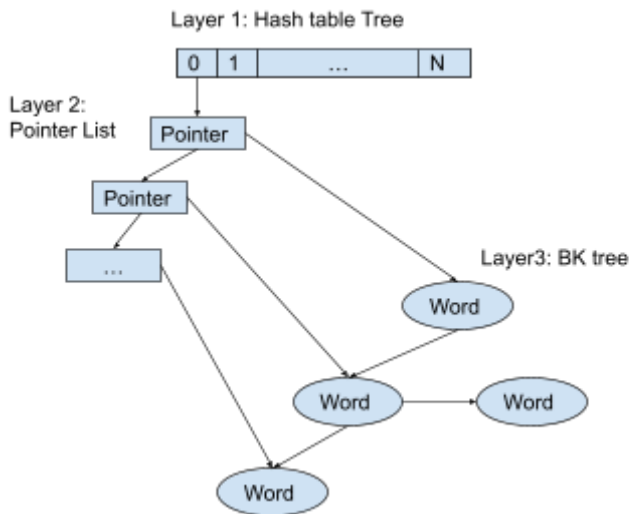 Layer 1: Hash table Tree
0 1 ... N
Layer 2:
Pointer List
Pointer
Pointer
...
Layer3: BK tree
Word
Word Word
Word